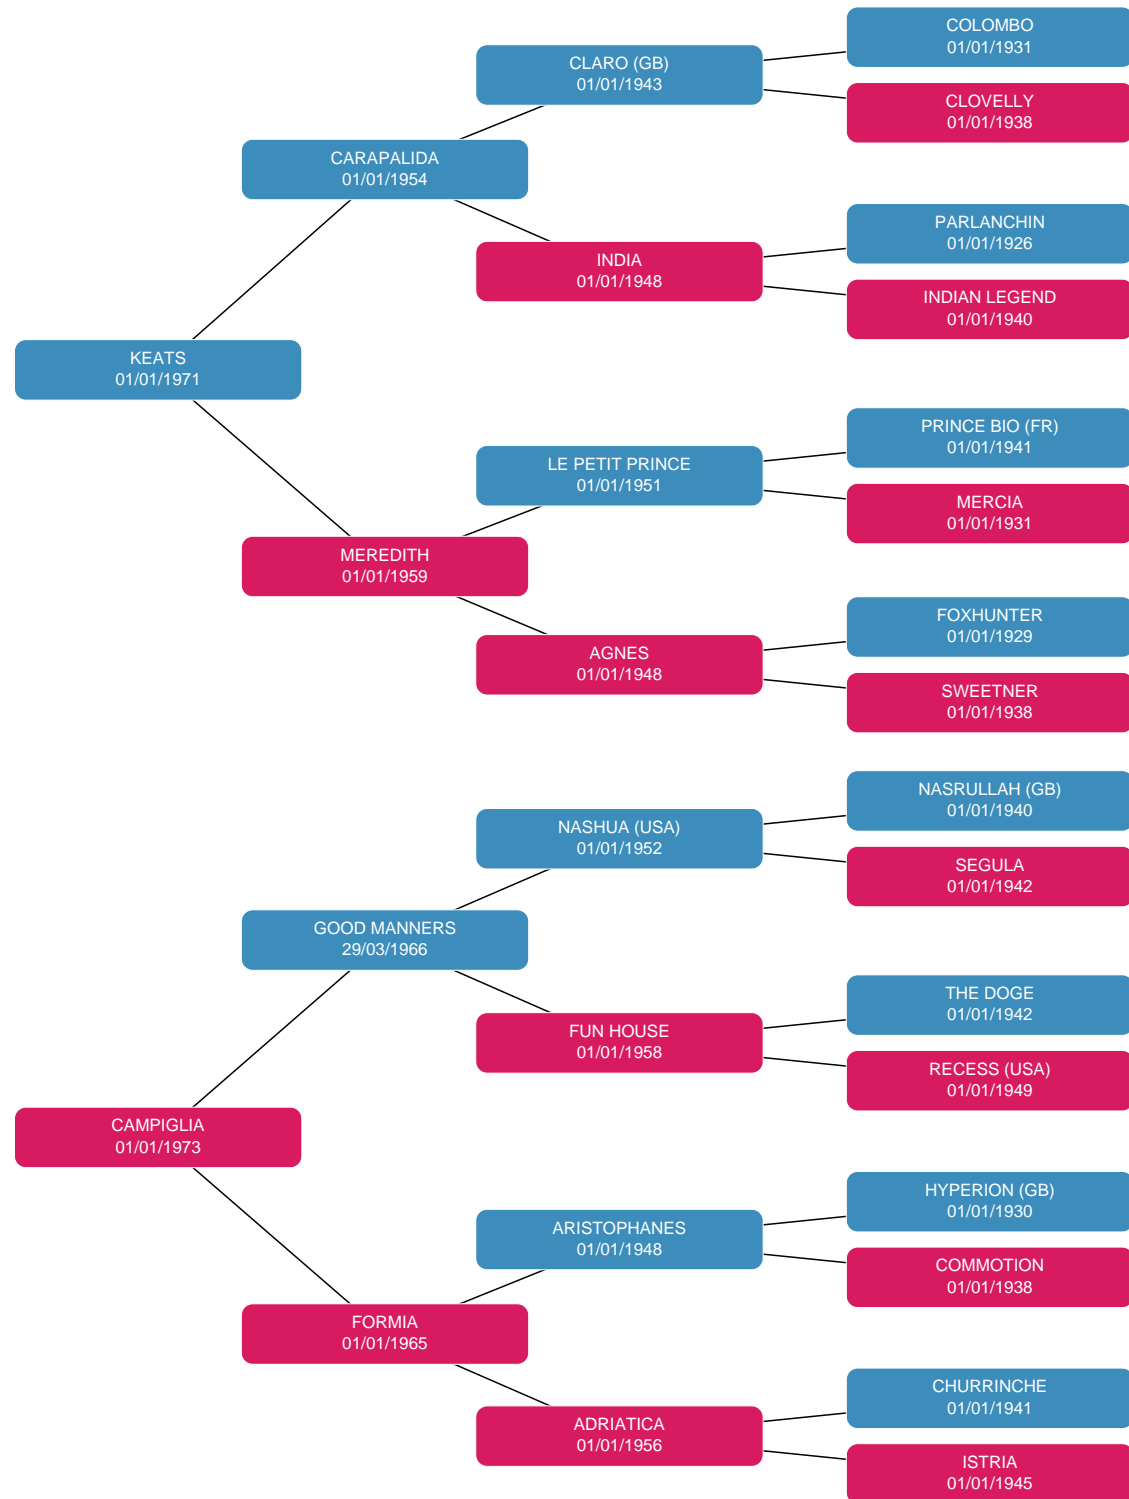 COLOMBO
01/01/1931
CLARO (GB)
01/01/1943
CLOVELLY
01/01/1938
CARAPALIDA
01/01/1954
PARLANCHIN
01/01/1926
INDIA
01/01/1948
INDIAN LEGEND
01/01/1940
KEATS
01/01/1971
PRINCE BIO (FR)
01/01/1941
LE PETIT PRINCE
01/01/1951
MERCIA
01/01/1931
MEREDITH
01/01/1959
FOXHUNTER
01/01/1929
AGNES
01/01/1948
SWEETNER
01/01/1938
NASRULLAH (GB)
01/01/1940
NASHUA (USA)
01/01/1952
SEGULA
01/01/1942
GOOD MANNERS
29/03/1966
THE DOGE
01/01/1942
FUN HOUSE
01/01/1958
RECESS (USA)
01/01/1949
CAMPIGLIA
01/01/1973
HYPERION (GB)
01/01/1930
ARISTOPHANES
01/01/1948
COMMOTION
01/01/1938
FORMIA
01/01/1965
CHURRINCHE
01/01/1941
ADRIATICA
01/01/1956
ISTRIA
01/01/1945